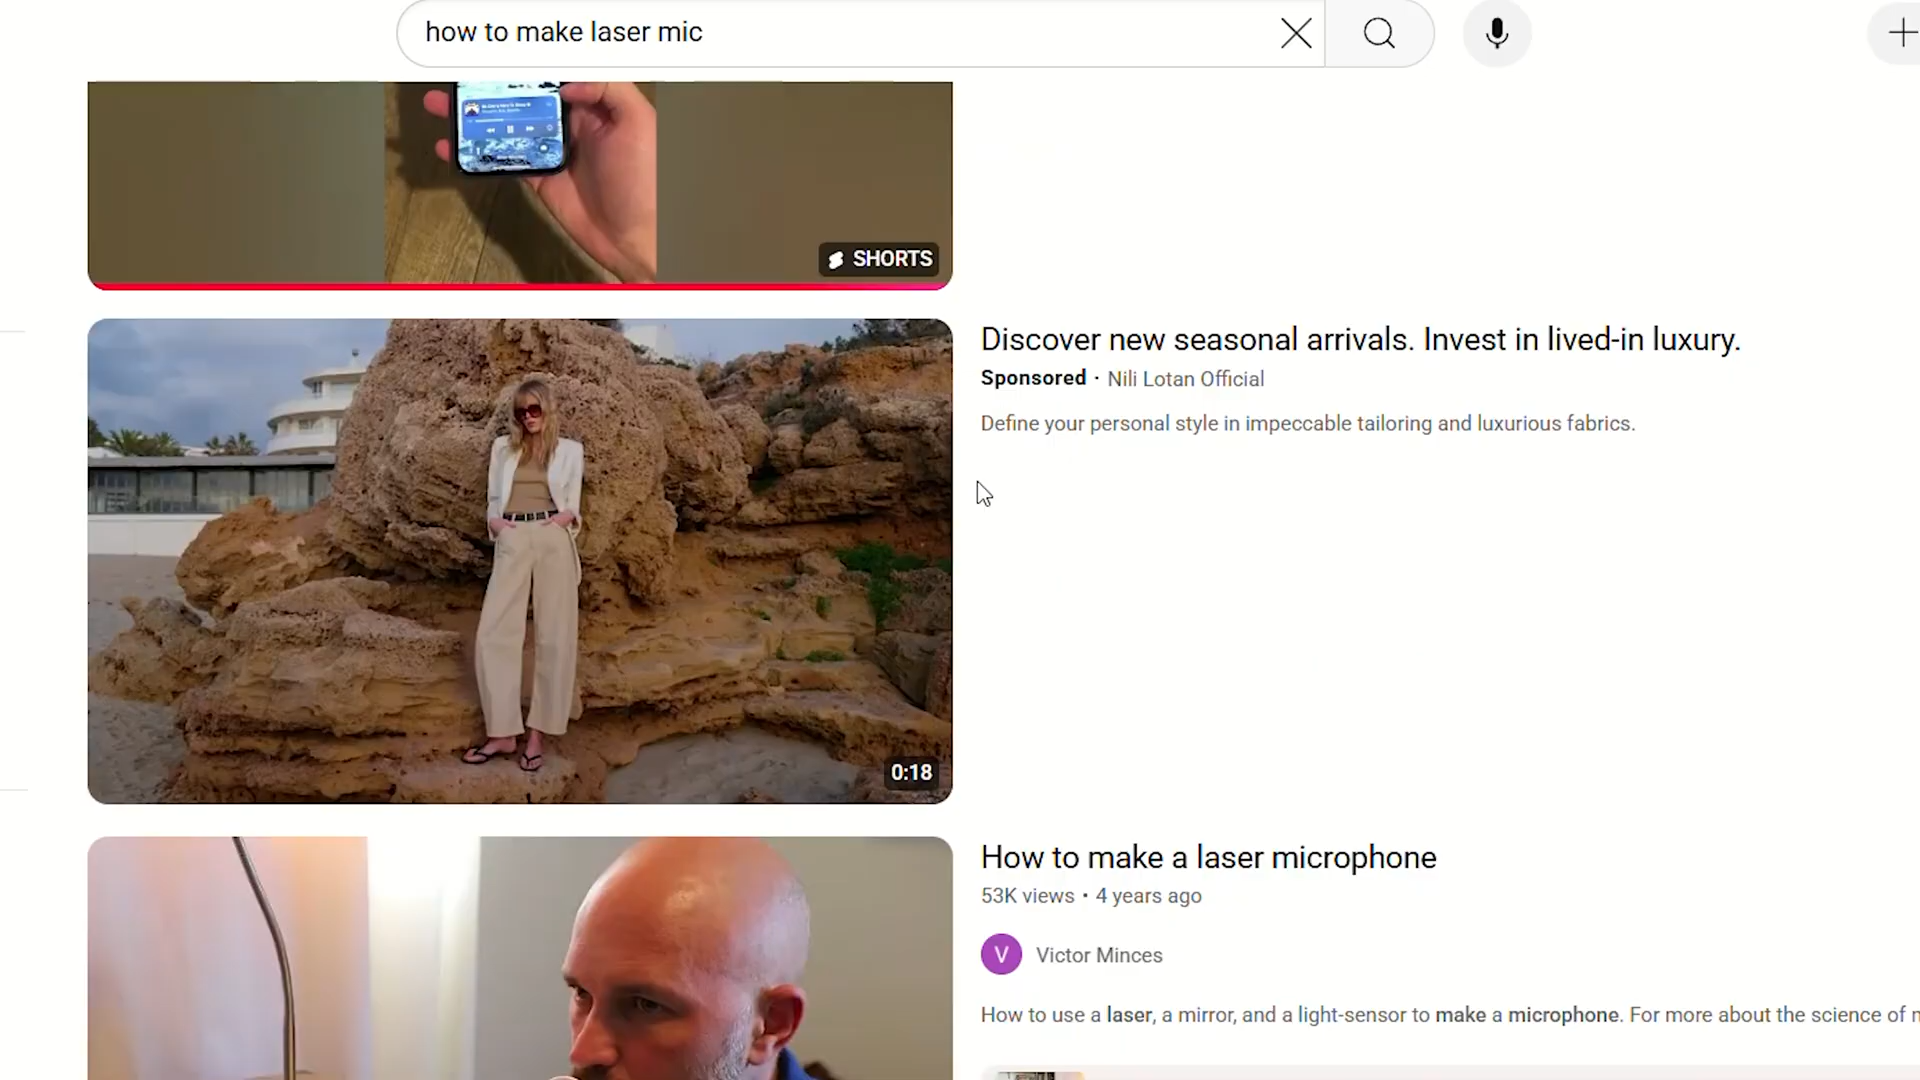 how to make laser mic
SHORTS
Discover new seasonal arrivals. Invest in lived-in luxury.
Sponsored · Nili Lotan Official
Define your personal style in impeccable tailoring and luxurious fabrics.
0:18
How to make a laser microphone
53K views • 4 years ago
V Victor Minces
How to use a laser, a mirror, and a light-sensor to make a microphone. For more about the science of